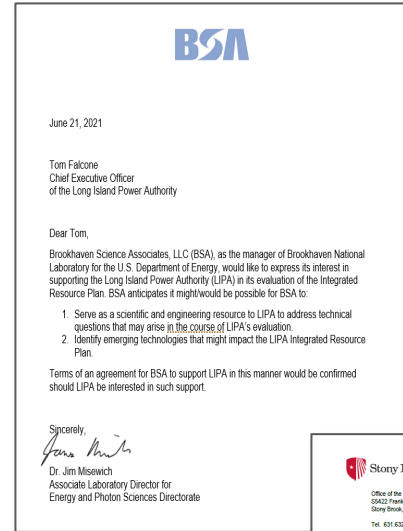 BSA
June 21, 2021
Tom Falcone
Chief Executive Officer
of the Long Island Power Authority
Dear Tom,
Brookhaven Science Associates, LLC (BSA), as the manager of Brookhaven National
Laboratory for the U.S. Department of Energy, would like to express its interest in
supporting the Long Island Power Authority (LIPA) in its evaluation of the Integrated
Resource Plan. BSA anticipates it might/would be possible for BSA to:
1. Serve as a scientific and engineering resource to LIPA to address technical
questions that may arise in the course of LIPA's evaluation.
2. Identify emerging technologies that might impact the LIPA Integrated Resource
Plan.
Terms of an agreement for BSA to support LIPA in this manner would be confirmed
should LIPA be interested in such support.
Sincerely,
Dr. Jim Misewich
Associate Laboratory Director for
Energy and Photon Sciences Directorate
Stony
Office of the
S5422 Frank
Stony Brook,
Tel. 631.632